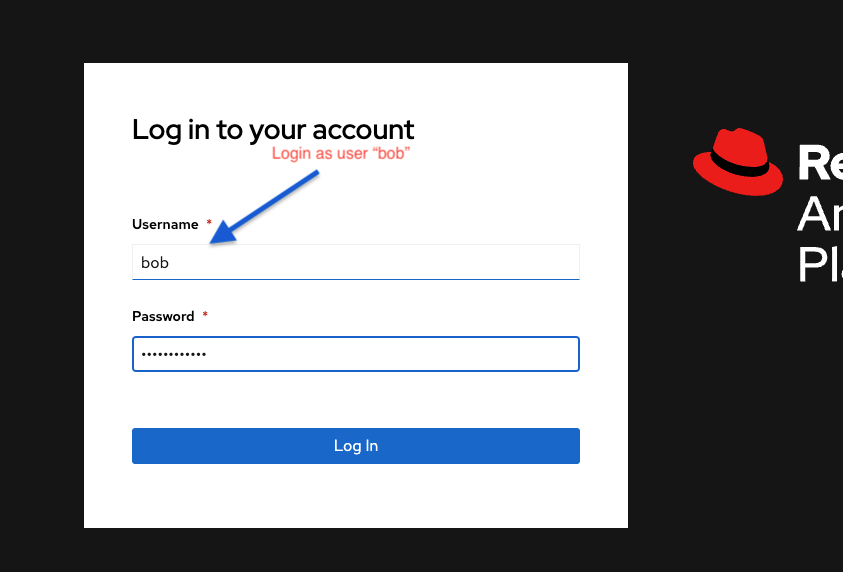 Log in to your account
Login as user “bob”
Username *
bob
Password *
••••••••••••
Log In
Re
An
Pla